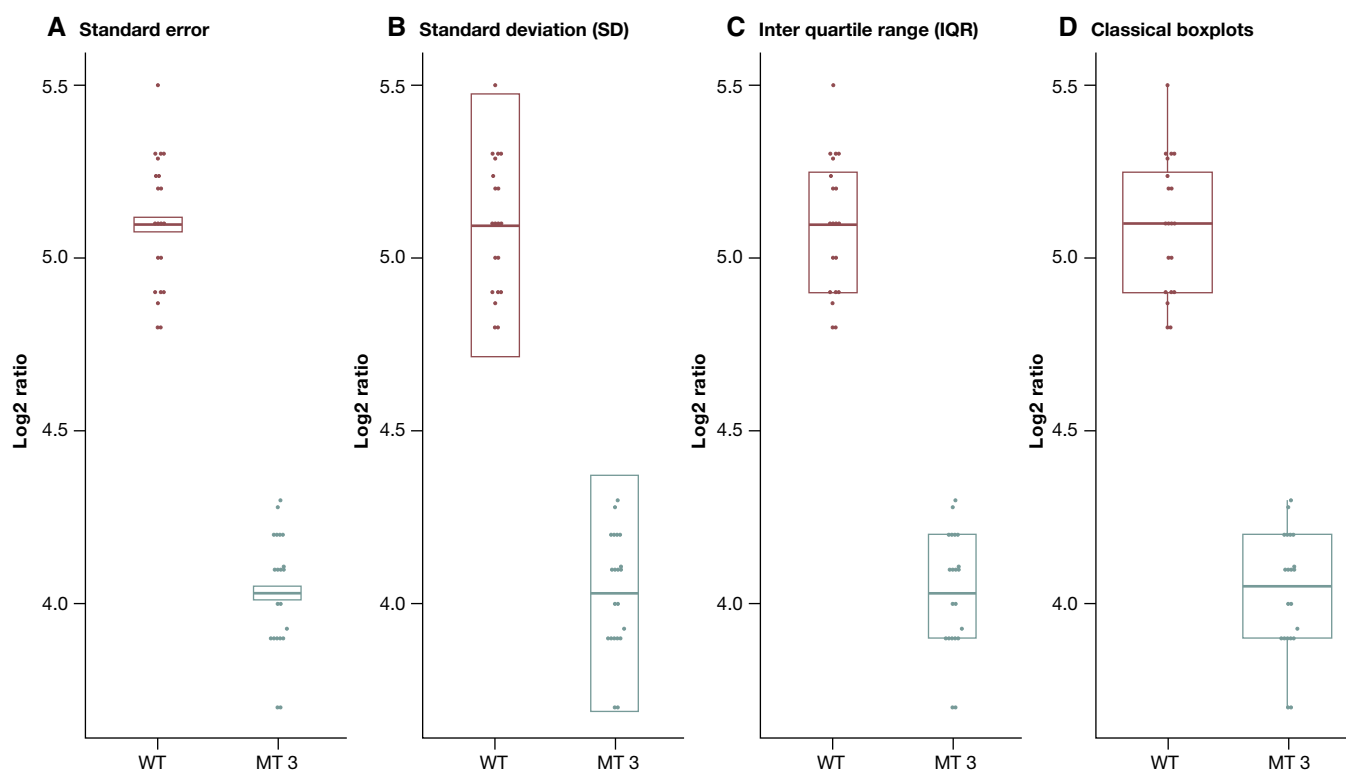 A Standard error
5.5
5.0
4.5
4.0
Log2 ratio
WT MT 3
B Standard deviation (SD)
5.5
5.0
4.5
4.0
Log2 ratio
WT MT 3
C Inter quartile range (IQR)
5.5
5.0
4.5
4.0
Log2 ratio
WT MT 3
D Classical boxplots
5.5
5.0
4.5
4.0
Log2 ratio
WT MT 3